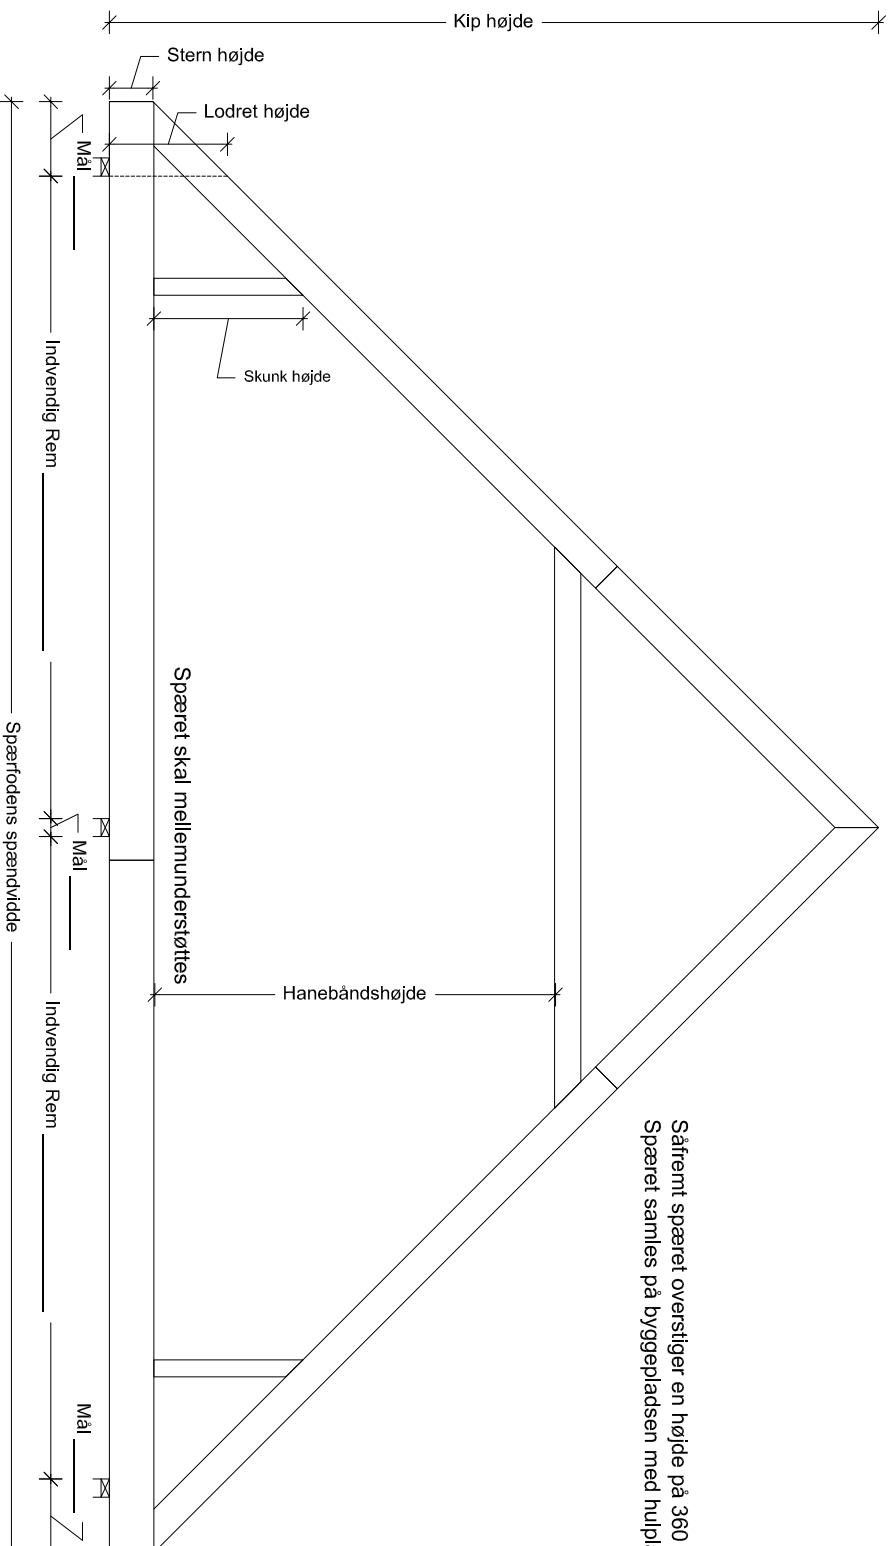 Kip højde
Stern højde
Lodret højde
Mål
Indvendig Rem
Skunk højde
Spærfodens spændvidde
Spæret skal mellemunderstøttes
Mål
Hanebåndshøjde
Indvendig Rem
Såfremt spæret overstiger en højde på 360
Spæret samles på byggepladsen med
Mål